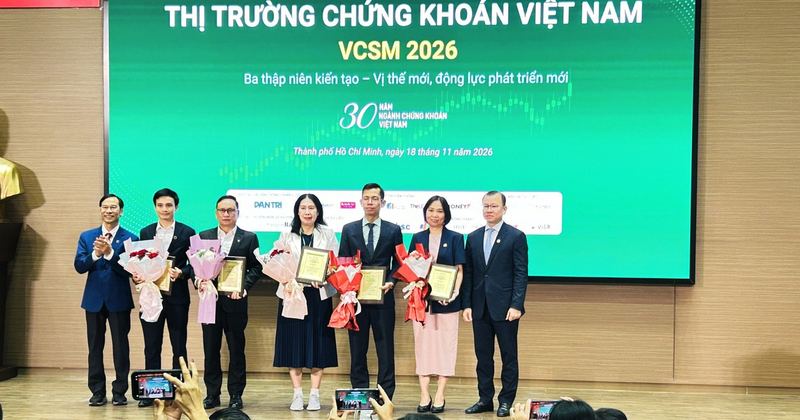 THỊ TRƯỜNG CHỨNG KHOÁN VIỆT NAM
VCSM 2026
Ba thập niên kiến tạo – Vị thế mới, động lực phát triển mới
30 NĂM
NGÀNH CHỨNG KHOÁN
VIỆT NAM
Thành phố Hồ Chí Minh, ngày 18 tháng 11 năm 2026
DANTRI